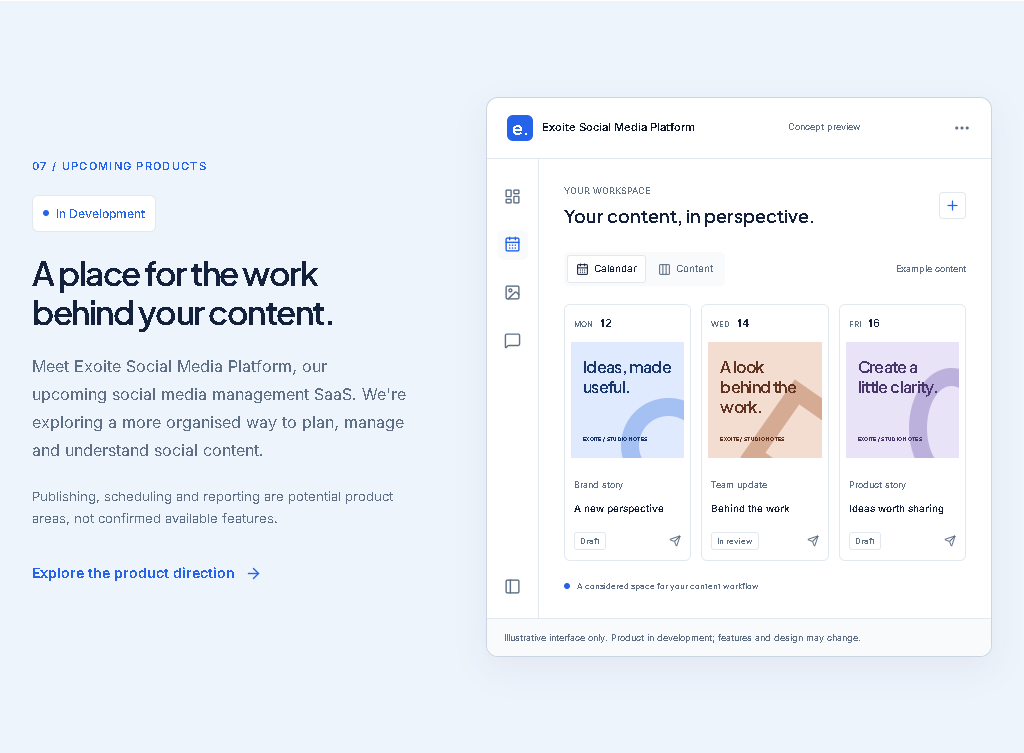 07 / UPCOMING PRODUCTS
In Development
A place for the work
behind your content.
Meet Exoite Social Media Platform, our
upcoming social media management SaaS. We're
exploring a more organised way to plan, manage
and understand social content.
Publishing, scheduling and reporting are potential product
areas, not confirmed available features.
Explore the product direction
e. Exoite Social Media Platform
Concept preview
YOUR WORKSPACE
Your content, in perspective.
Calendar
Content
Example content
MON 12
Ideas, made
useful.
EXOITE / STUDIO NOTES
Brand story
A new perspective
Draft
WED 14
A look
behind the
work.
EXOITE / STUDIO NOTES
Team update
Behind the work
In review
FRI 16
Create a
little clarity.
EXOITE / STUDIO NOTES
Product story
Ideas worth sharing
Draft
A considered space for your content workflow
Illustrative interface only. Product in development; features and design may change.